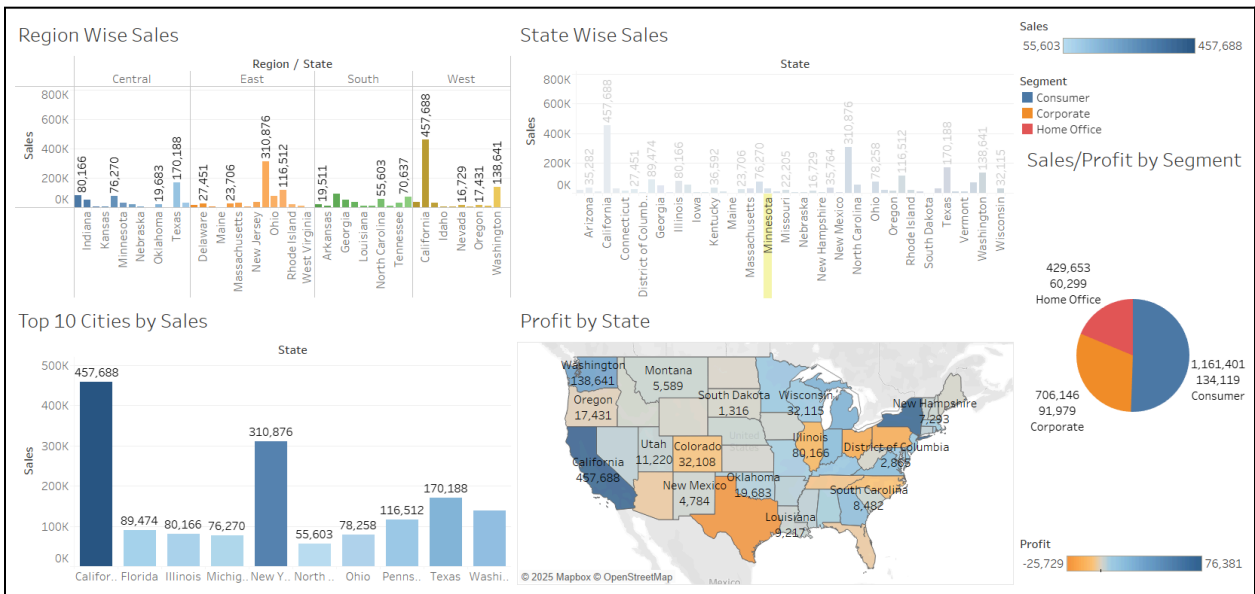 Region Wise Sales
Region / State
Central
East
South
West
Sales
800K
600K
400K
200K
0K
80,166
76,270
19,683
170,188
27,451
23,706
310,876
116,512
19,511
55,603
70,637
457,688
16,729
17,431
138,641
Indiana
Kansas
Minnesota
Nebraska
Oklahoma
Texas
Delaware
Maine
Massachusetts
New Jersey
Ohio
Rhode Island
West Virginia
Arkansas
Georgia
Louisiana
North Carolina
Tennessee
California
Idaho
Nevada
Oregon
Washington
State Wise Sales
State
Sales
800K
600K
400K
200K
0K
35,282
457,688
27,451
89,474
80,166
36,592
23,706
76,270
22,205
16,729
35,764
310,876
78,258
116,512
170,188
138,641
32,115
Arizona
California
Connecticut
District of Columb..
Georgia
Illinois
Iowa
Kentucky
Maine
Massachusetts
Minnesota
Missouri
Nebraska
New Hampshire
New Mexico
North Carolina
Ohio
Oregon
Rhode Island
South Dakota
Texas
Vermont
Washington
Wisconsin
Sales
55,603
457,688
Segment
Consumer
Corporate
Home Office
Sales/Profit by Segment
429,653
60,299
Home Office
1,161,401
134,119
Consumer
706,146
91,979
Corporate
Top 10 Cities by Sales
State
Sales
500K
400K
300K
200K
100K
0K
457,688
89,474
80,166
76,270
310,876
55,603
78,258
116,512
170,188
Califor..
Florida
Illinois
Michig..
New Y..
North ..
Ohio
Penns..
Texas
Washi..
Profit by State
Washington
138,641
Montana
5,589
Oregon
17,431
South Dakota
1,316
Wisconsin
32,115
New Hampshire
7,293
United
States
Utah
11,220
Colorado
32,108
Illinois
80,166
District of Columbia
2,865
California
457,688
New Mexico
4,784
Oklahoma
19,683
South Carolina
8,482
Louisiana
9,217
Mexico
© 2025 Mapbox © OpenStreetMap
Profit
-25,729
76,381